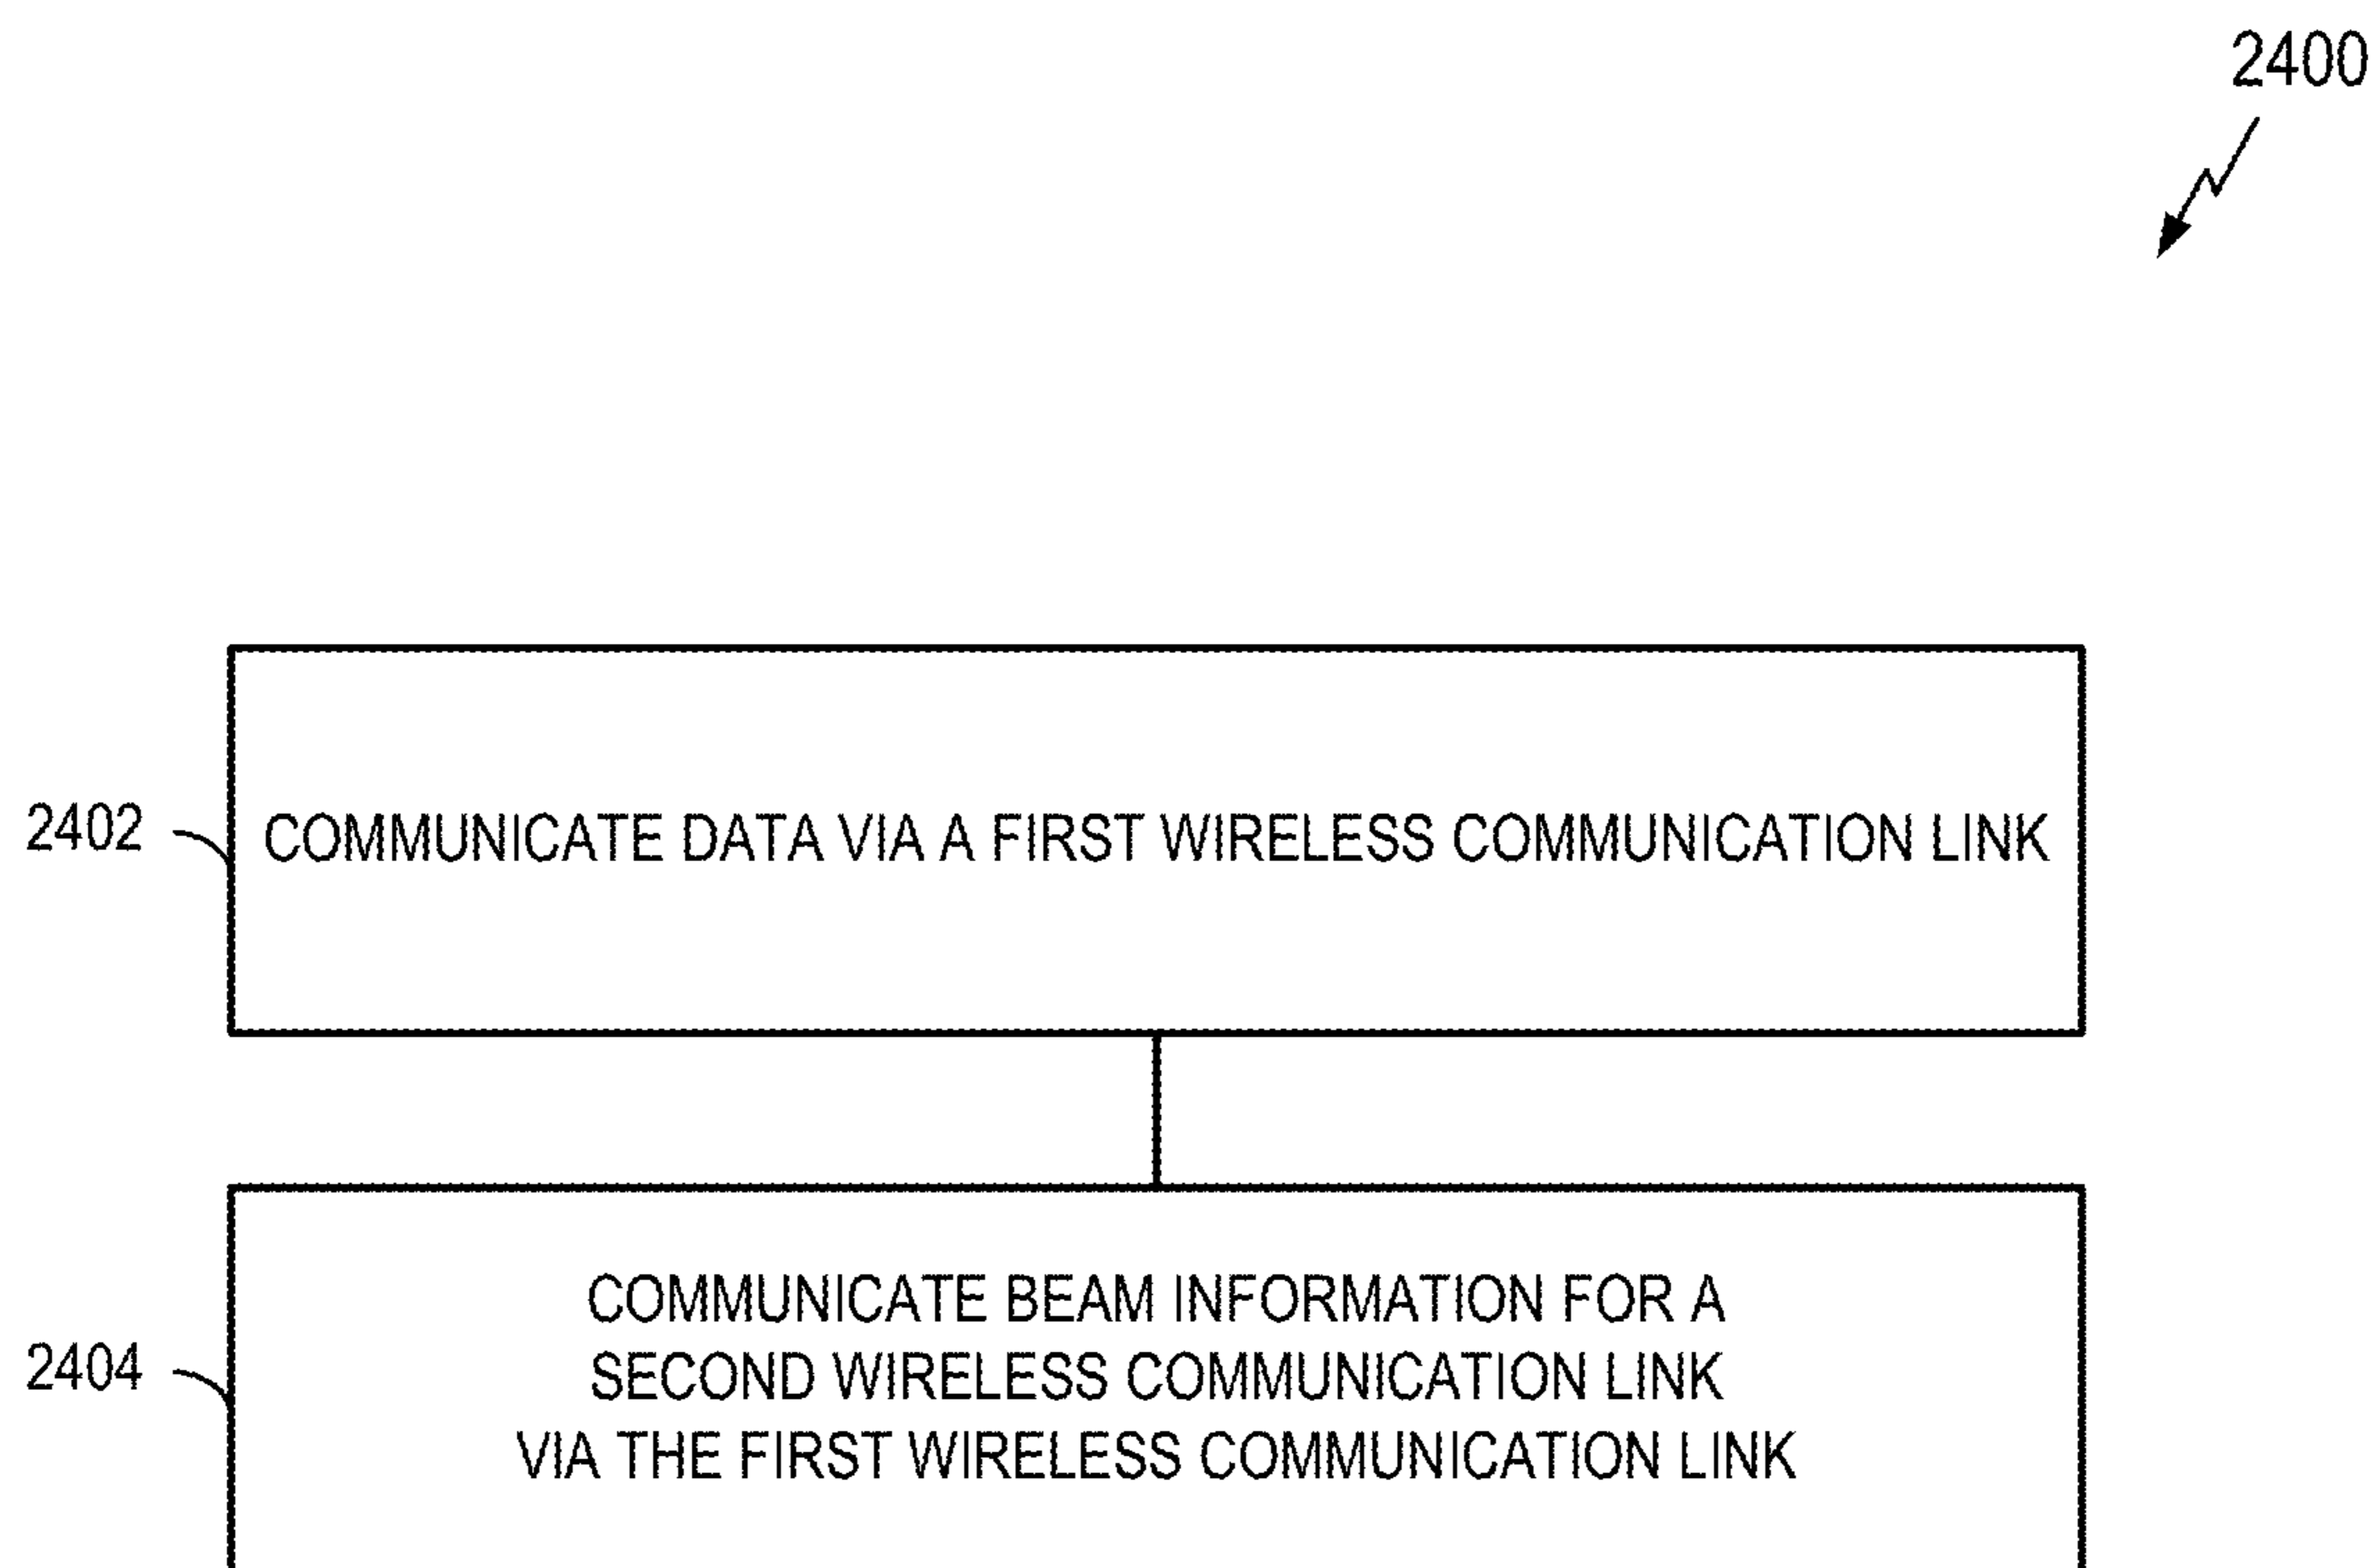 2400
2402
COMMUNICATE DATA VIA A FIRST WIRELESS COMMUNICATION LINK
2404
COMMUNICATE BEAM INFORMATION FOR A
SECOND WIRELESS COMMUNICATION LINK
VIA THE FIRST WIRELESS COMMUNICATION LINK